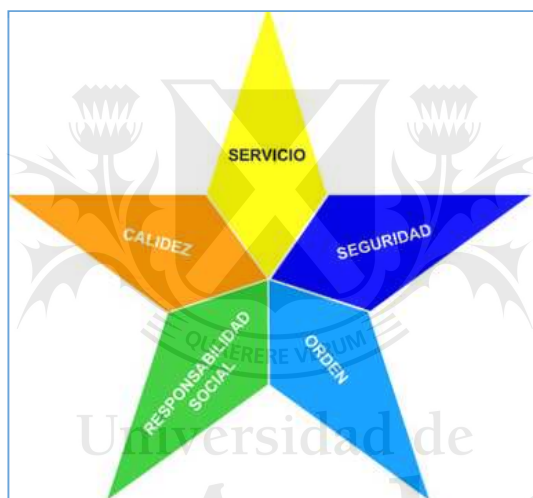 SERVICIO
CALIDEZ
SEGURIDAD
RESPONSABILIDAD
SOCIAL
ORDEN
QUAERERE VERUM
Universidad de